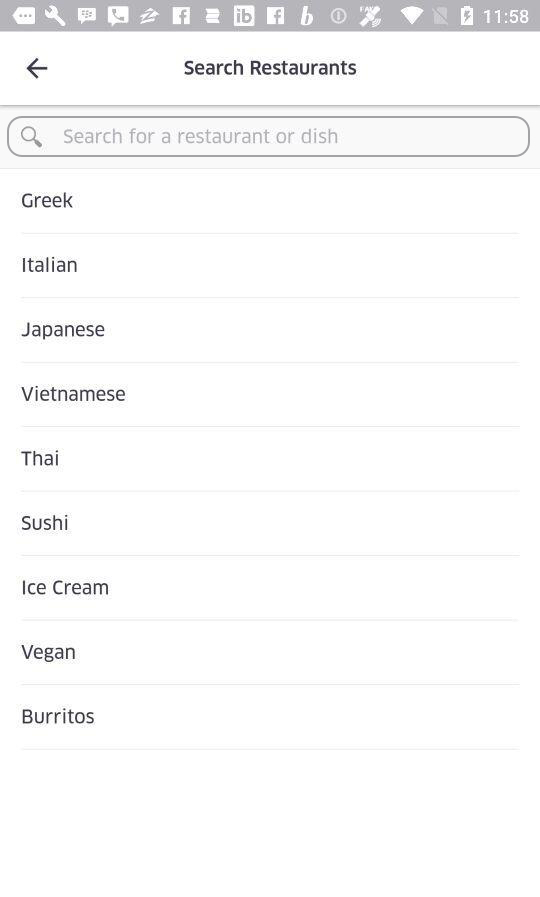 11:58
Search Restaurants
Search for a restaurant or dish
Greek
Italian
Japanese
Vietnamese
Thai
Sushi
Ice Cream
Vegan
Burritos